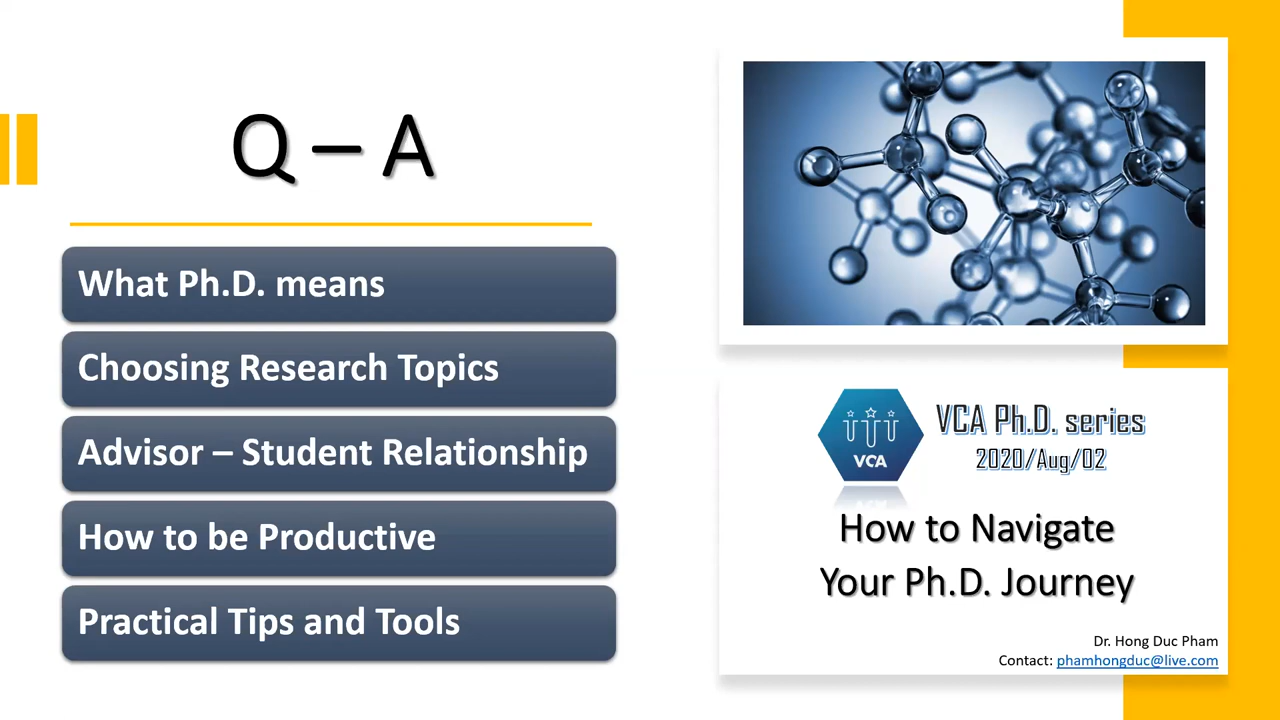 Q – A
What Ph.D. means
Choosing Research Topics
Advisor – Student Relationship
How to be Productive
Practical Tips and Tools
VCA
VCA Ph.D. series
2020/Aug/02
How to Navigate
Your Ph.D. Journey
Dr. Hong Duc Pham
Contact: phamhongduc@live.com